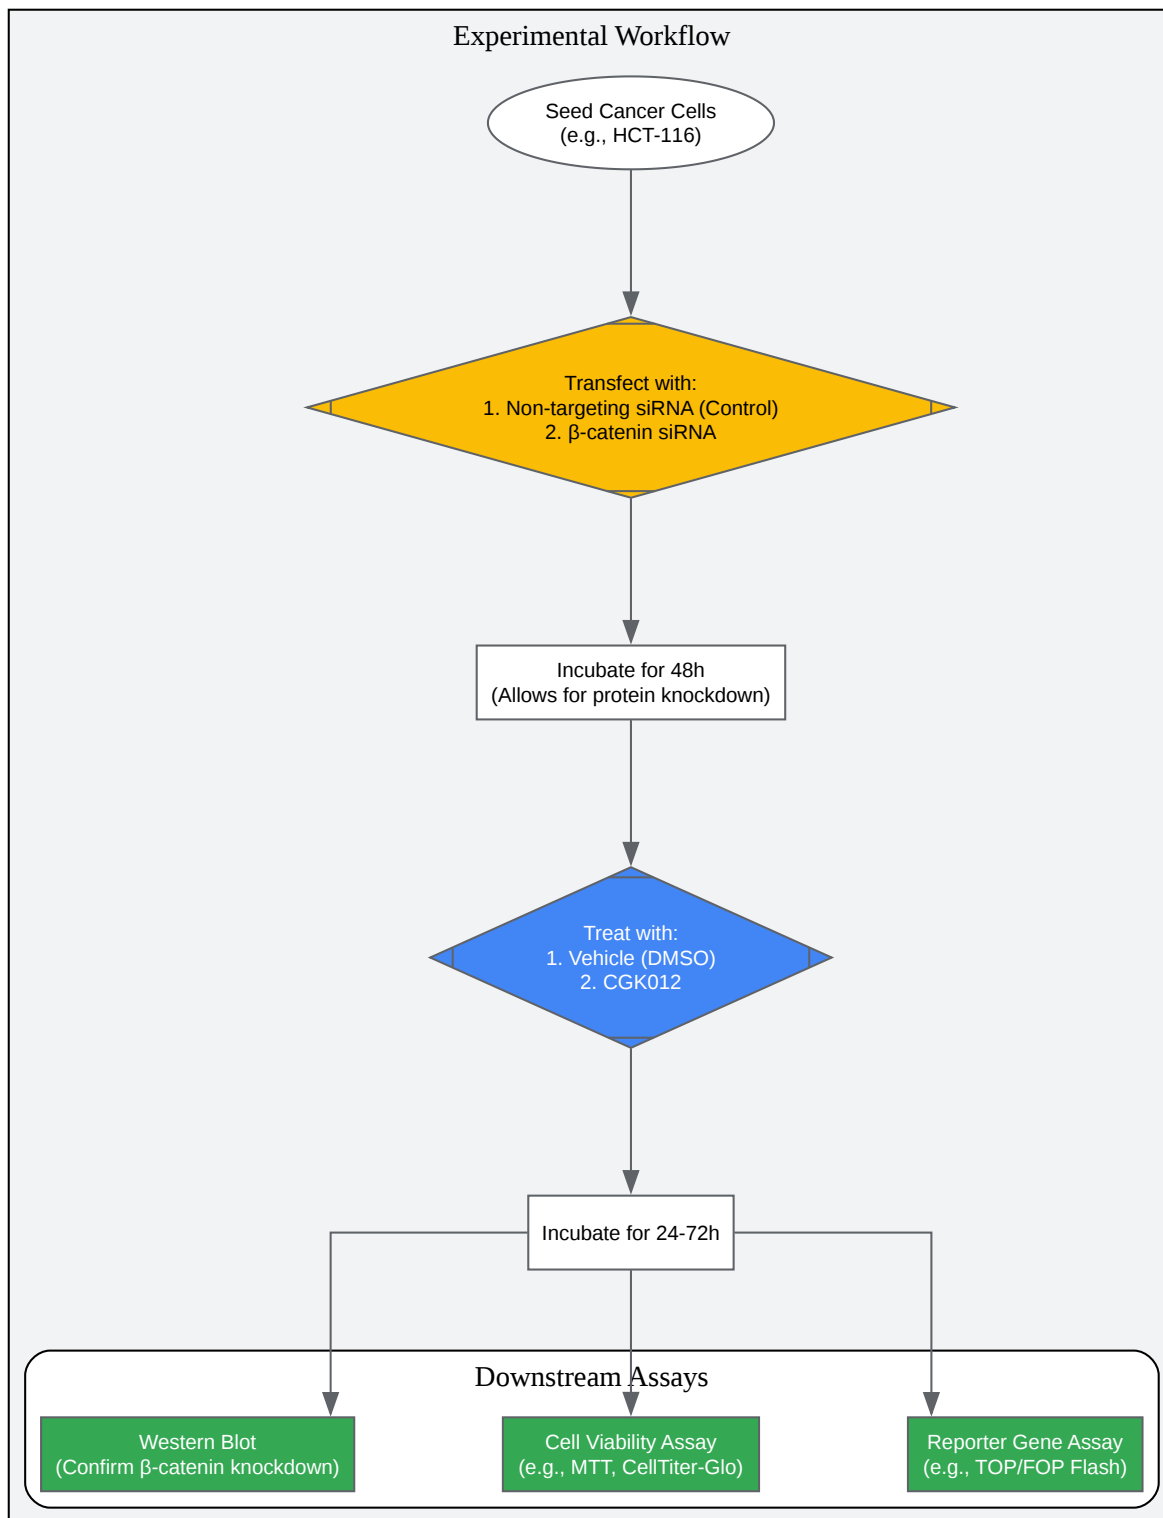 Experimental Workflow
Seed Cancer Cells
(e.g., HCT-116)
Transfect with:
1. Non-targeting siRNA (Control)
2. β-catenin siRNA
Incubate for 48h
(Allows for protein knockdown)
Treat with:
1. Vehicle (DMSO)
2. CGK012
Incubate for 24-72h
Downstream Assays
Western Blot
(Confirm β-catenin knockdown)
Cell Viability Assay
(e.g., MTT, CellTiter-Glo)
Reporter Gene Assay
(e.g., TOP/FOP Flash)